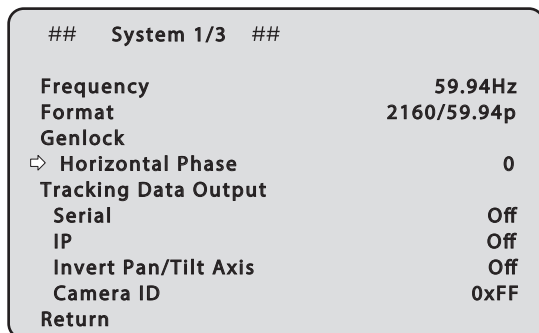 ## System 1/3 ##
Frequency 59.94Hz
Format 2160/59.94p
Genlock
⇨ Horizontal Phase 0
Tracking Data Output
Serial Off
IP Off
Invert Pan/Tilt Axis Off
Camera ID 0xFF
Return